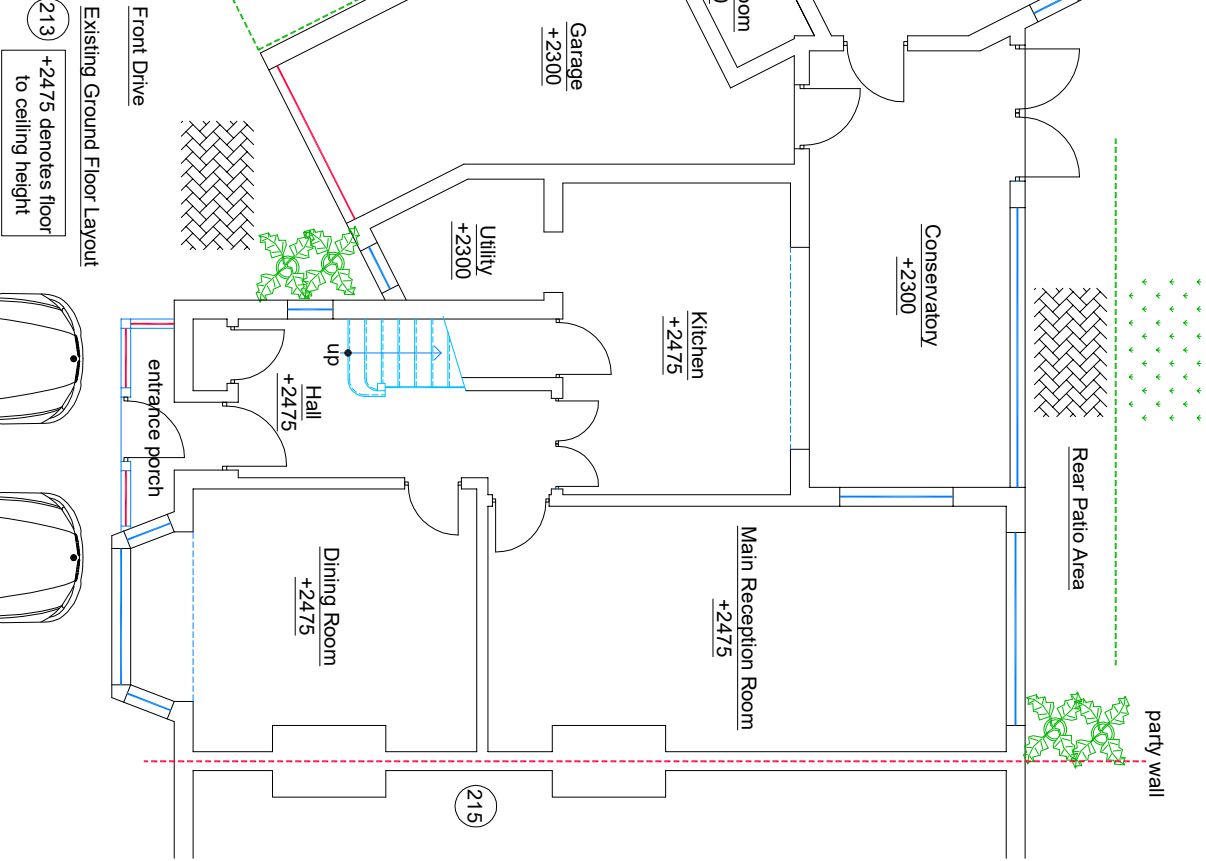 party wall
Rear Patio Area
Conservatory
+2300
oom
)
Garage
+2300
Kitchen
+2475
Main Reception Room
+2475
Utility
+2300
up
Hall
+2475
Dining Room
+2475
215
entrance porch
Front Drive
Existing Ground Floor Layout
213
+2475 denotes floor
to ceiling height